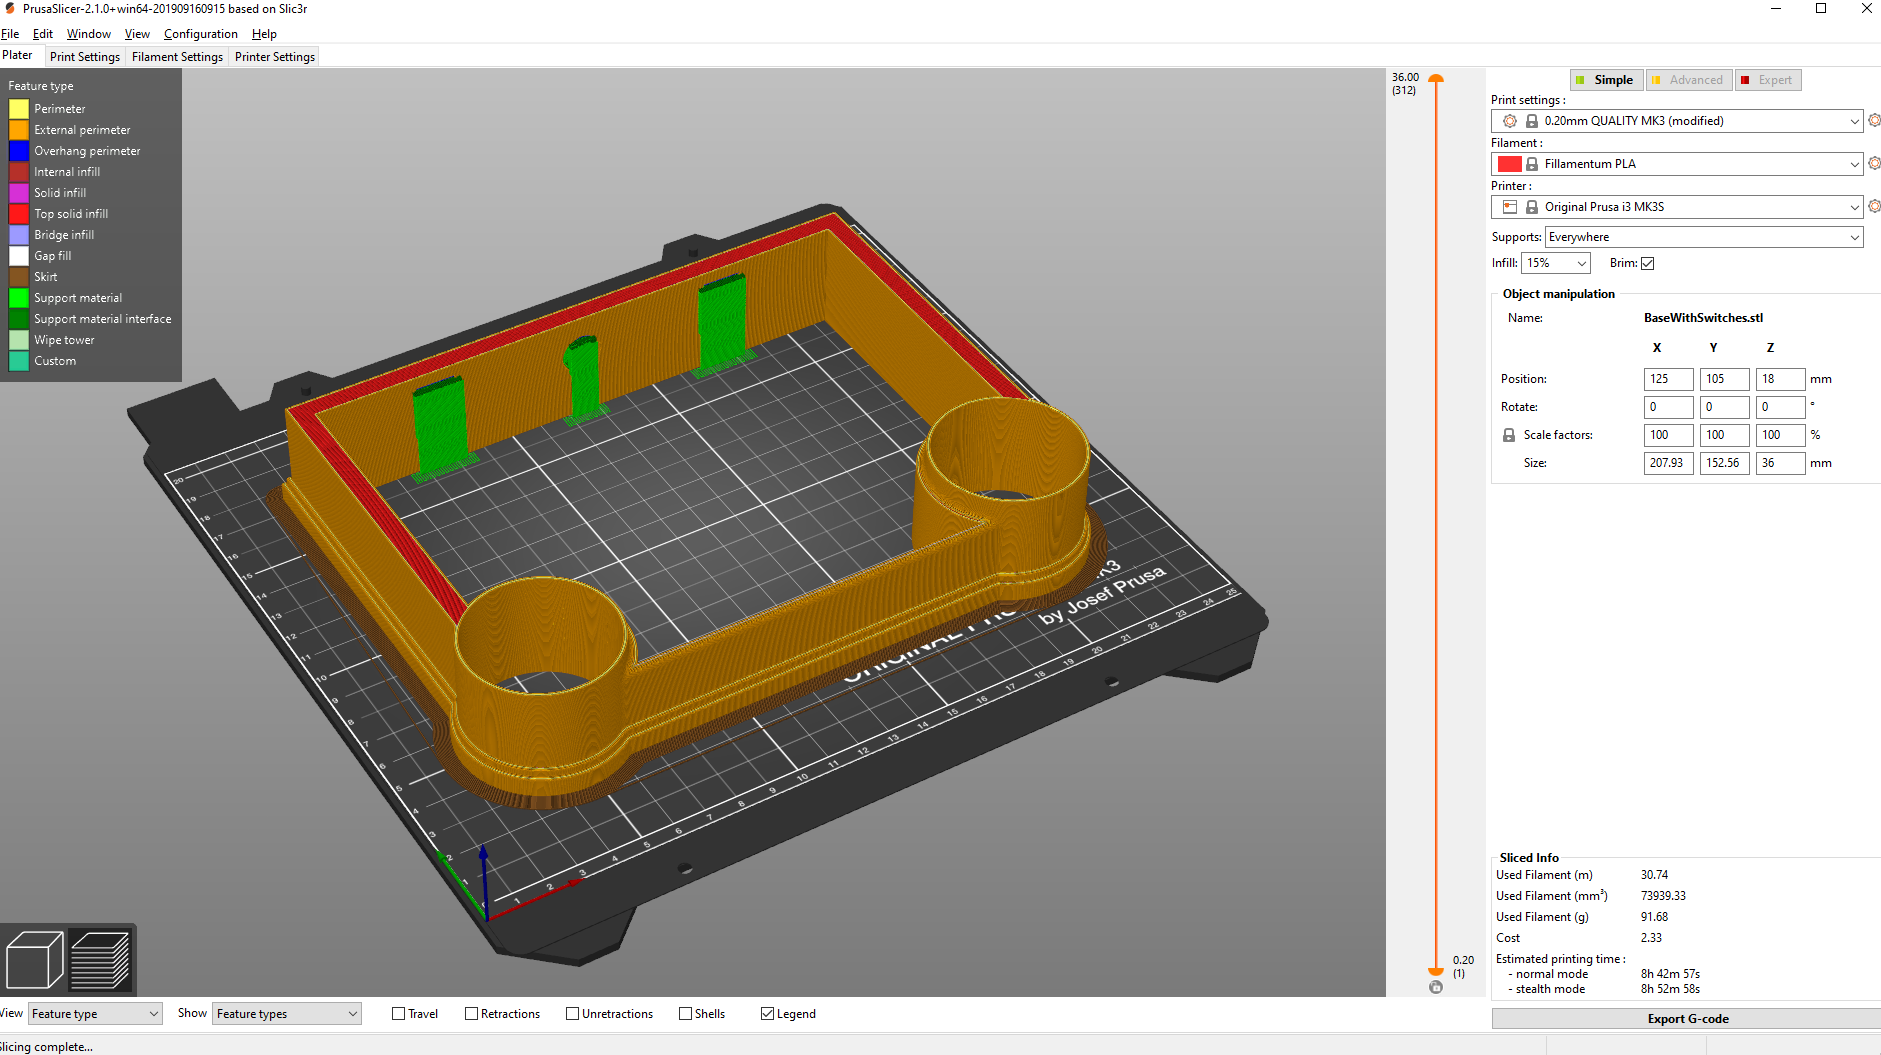 PrusaSlicer-2.1.0+win64-201909160915 based on Slic3r
File Edit Window View Configuration Help
Plater Print Settings Filament Settings Printer Settings
Feature type
Perimeter
External perimeter
Overhang perimeter
Internal infill
Solid infill
Top solid infill
Bridge infill
Gap fill
Skirt
Support material
Support material interface
Wipe tower
Custom
by Josef Prusa
36.00
(312)
0.20
(1)
Simple Advanced Expert
Print settings :
0.20mm QUALITY MK3 (modified)
Filament :
Fillamentum PLA
Printer :
Original Prusa i3 MK3S
Supports: Everywhere
Infill: 15% Brim:
Object manipulation
Name: BaseWithSwitches.stl
X Y Z
Position: 125 105 18 mm
Rotate: 0 0 0 °
Scale factors: 100 100 100 %
Size: 207.93 152.56 36 mm
Sliced Info
Used Filament (m) 30.74
Used Filament (mm³) 73939.33
Used Filament (g) 91.68
Cost 2.33
Estimated printing time :
- normal mode 8h 42m 57s
- stealth mode 8h 52m 58s
Export G-code
View Feature type Show Feature types Travel Retractions Unretractions Shells Legend
Slicing complete...